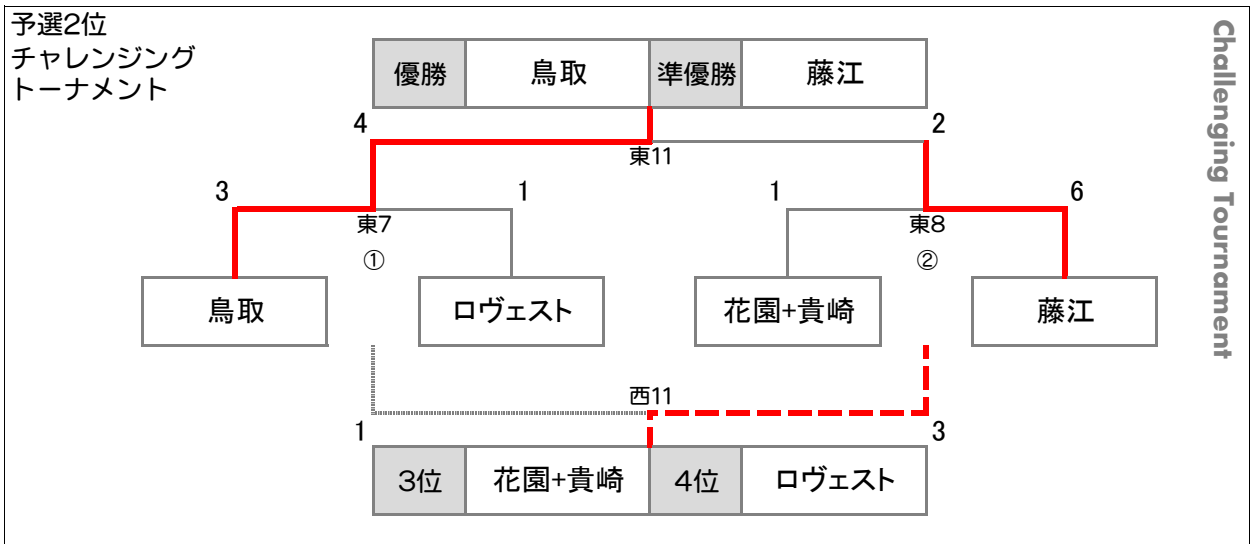 予選2位
チャレンジング
トーナメント
Challenging Tournament
優勝 鳥取 準優勝 藤江
4 2
東11
3 1 1 6
東7 東8
① ②
鳥取 ロヴェスト 花園+貴崎 藤江
西11
1 3
3位 花園+貴崎 4位 ロヴェスト